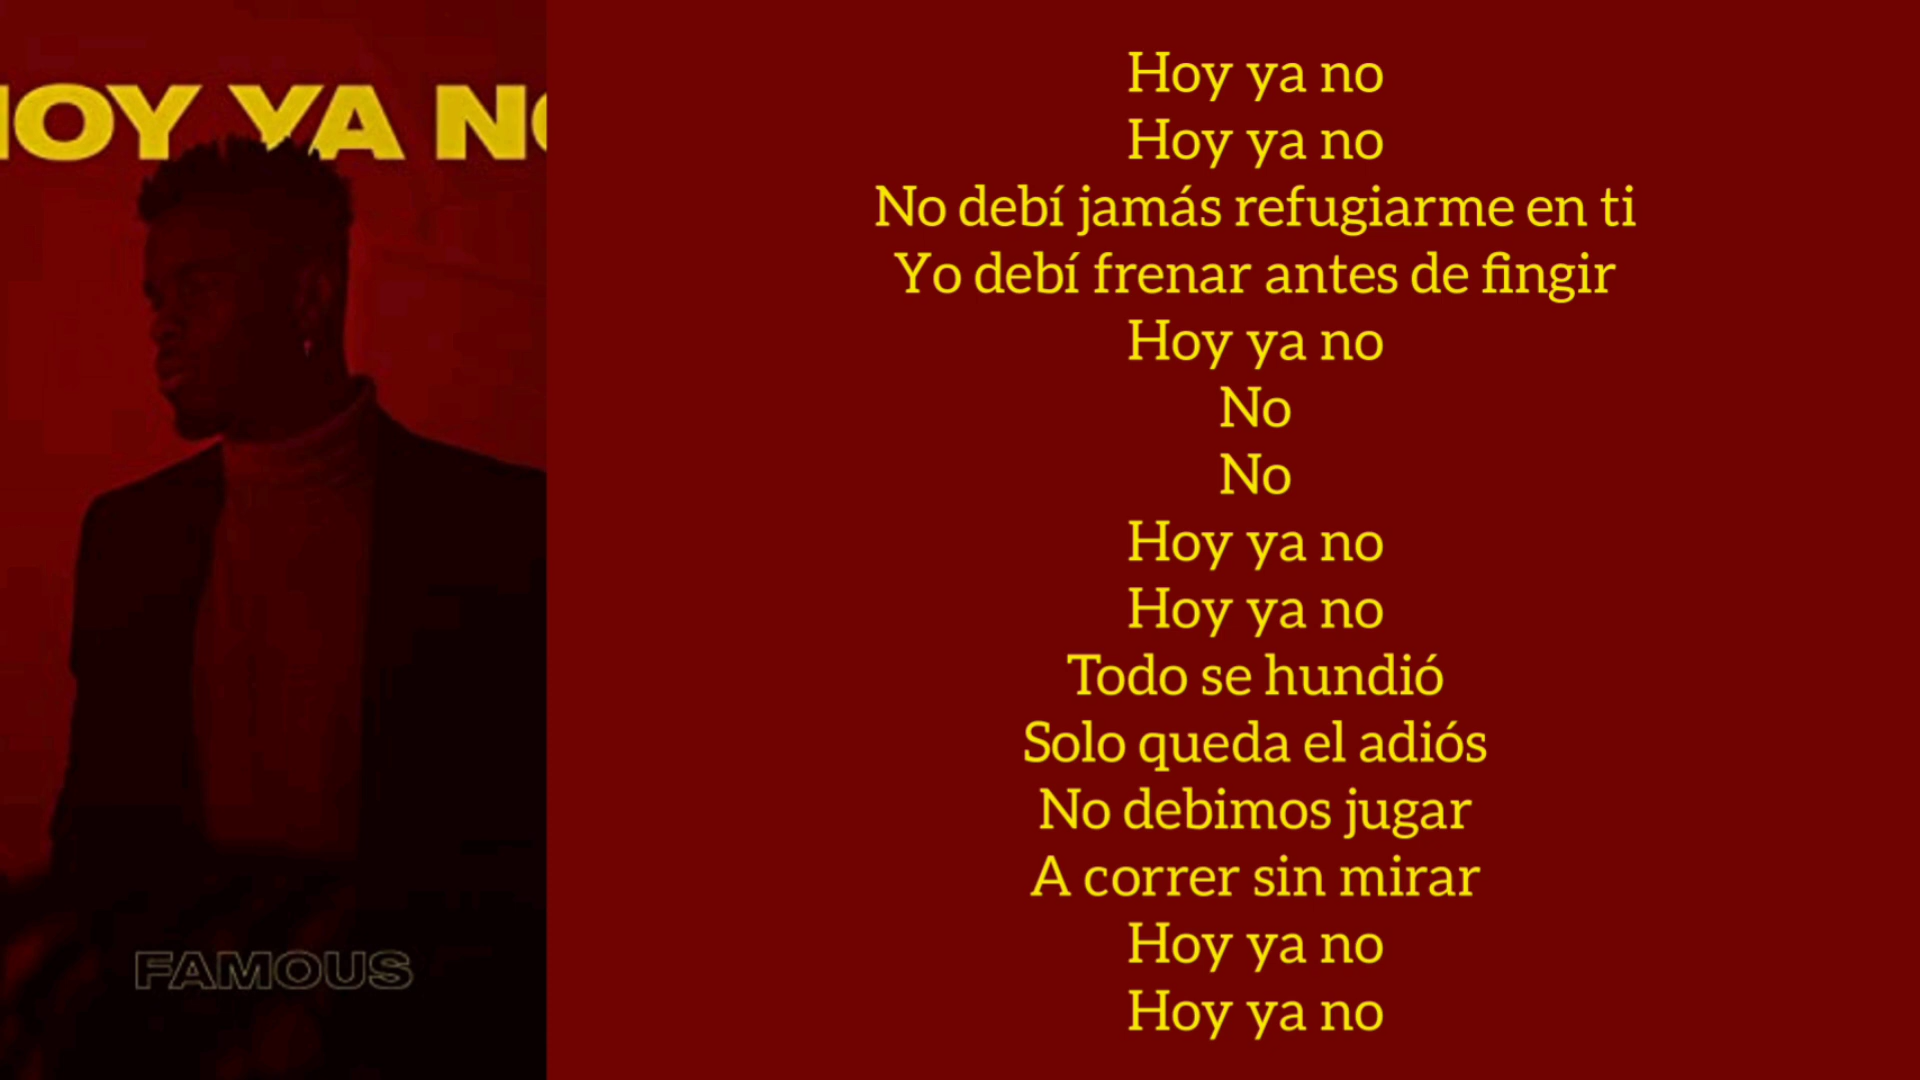 HOY YA NO
FAMOUS
Hoy ya no
Hoy ya no
No debí jamás refugiarme en ti
Yo debí frenar antes de fingir
Hoy ya no
No
No
Hoy ya no
Hoy ya no
Todo se hundió
Solo queda el adiós
No debimos jugar
A correr sin mirar
Hoy ya no
Hoy ya no